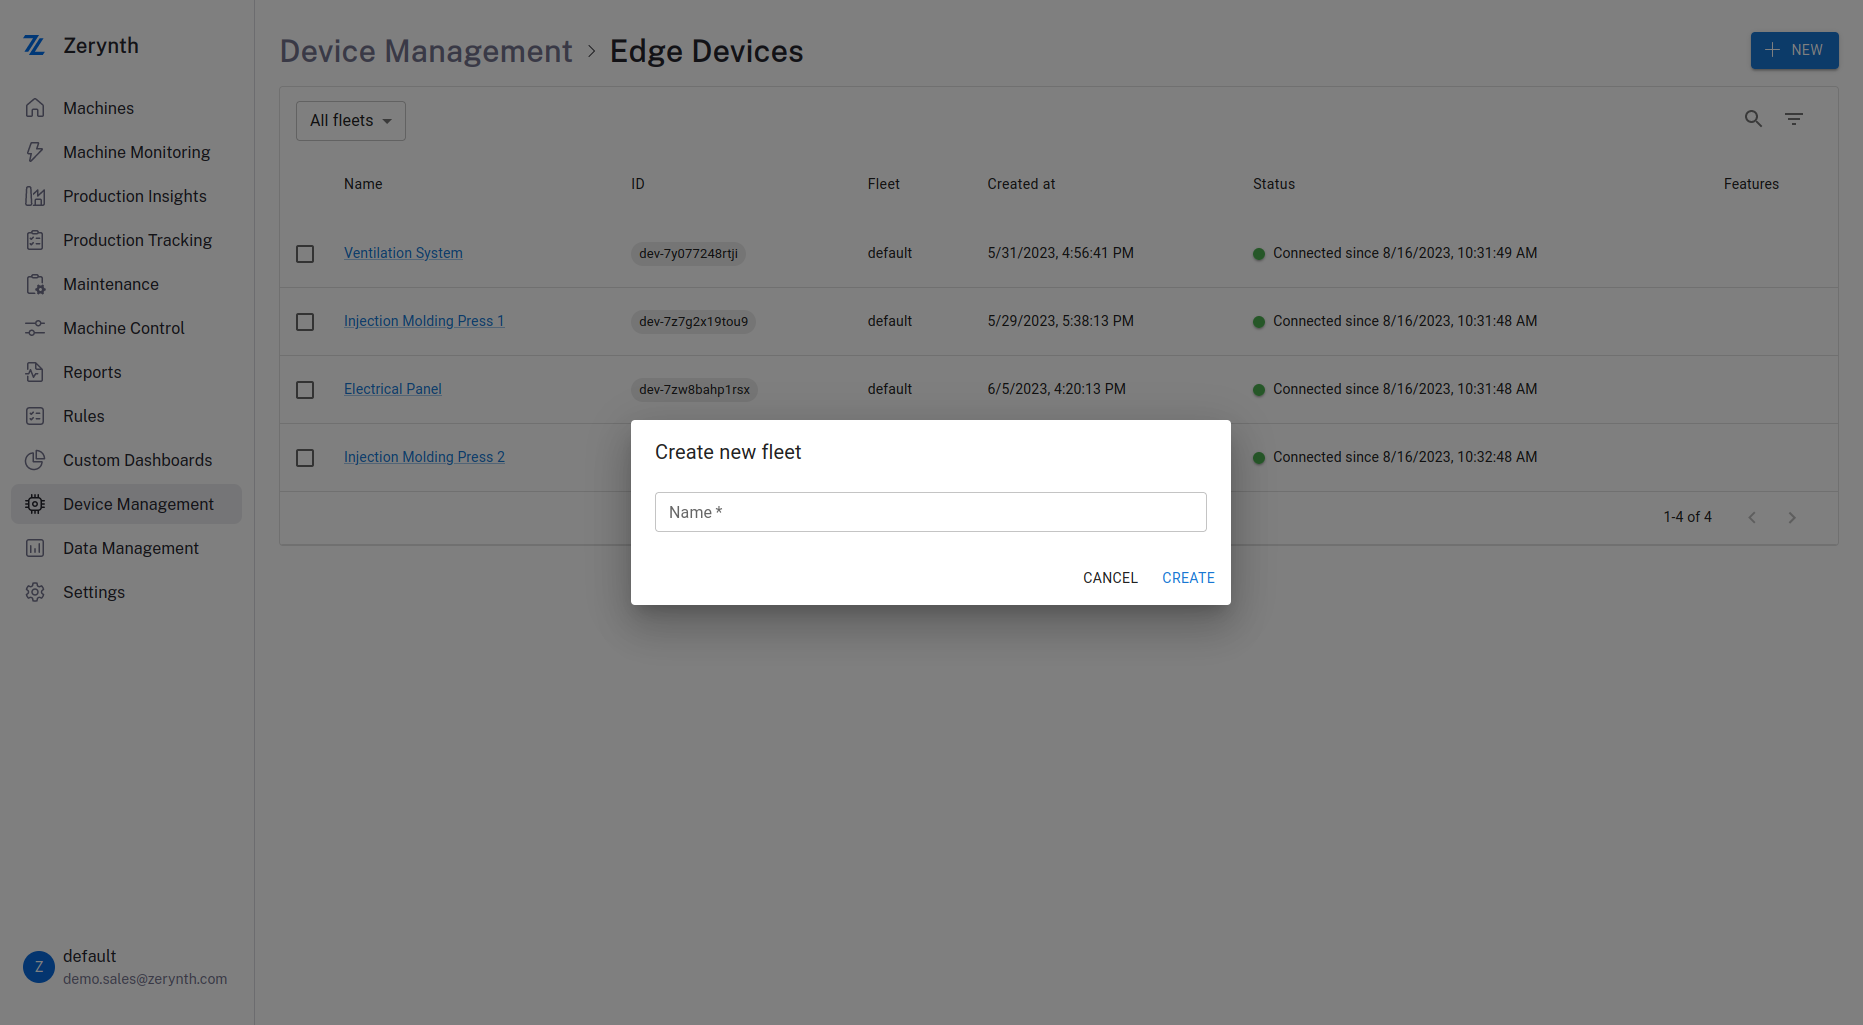 Zerynth
Machines
Machine Monitoring
Production Insights
Production Tracking
Maintenance
Machine Control
Reports
Rules
Custom Dashboards
Device Management
Data Management
Settings
Z
default
demo.sales@zerynth.com
Device Management > Edge Devices
NEW
All fleets
Name ID Fleet Created at Status Features
Ventilation System dev-7y077248rtji default 5/31/2023, 4:56:41 PM Connected since 8/16/2023, 10:31:49 AM
Injection Molding Press 1 dev-7z7g2x19tou9 default 5/29/2023, 5:38:13 PM Connected since 8/16/2023, 10:31:48 AM
Electrical Panel dev-7zw8bahp1rsx default 6/5/2023, 4:20:13 PM Connected since 8/16/2023, 10:31:48 AM
Injection Molding Press 2 Connected since 8/16/2023, 10:32:48 AM
1-4 of 4
Create new fleet
Name *
CANCEL CREATE